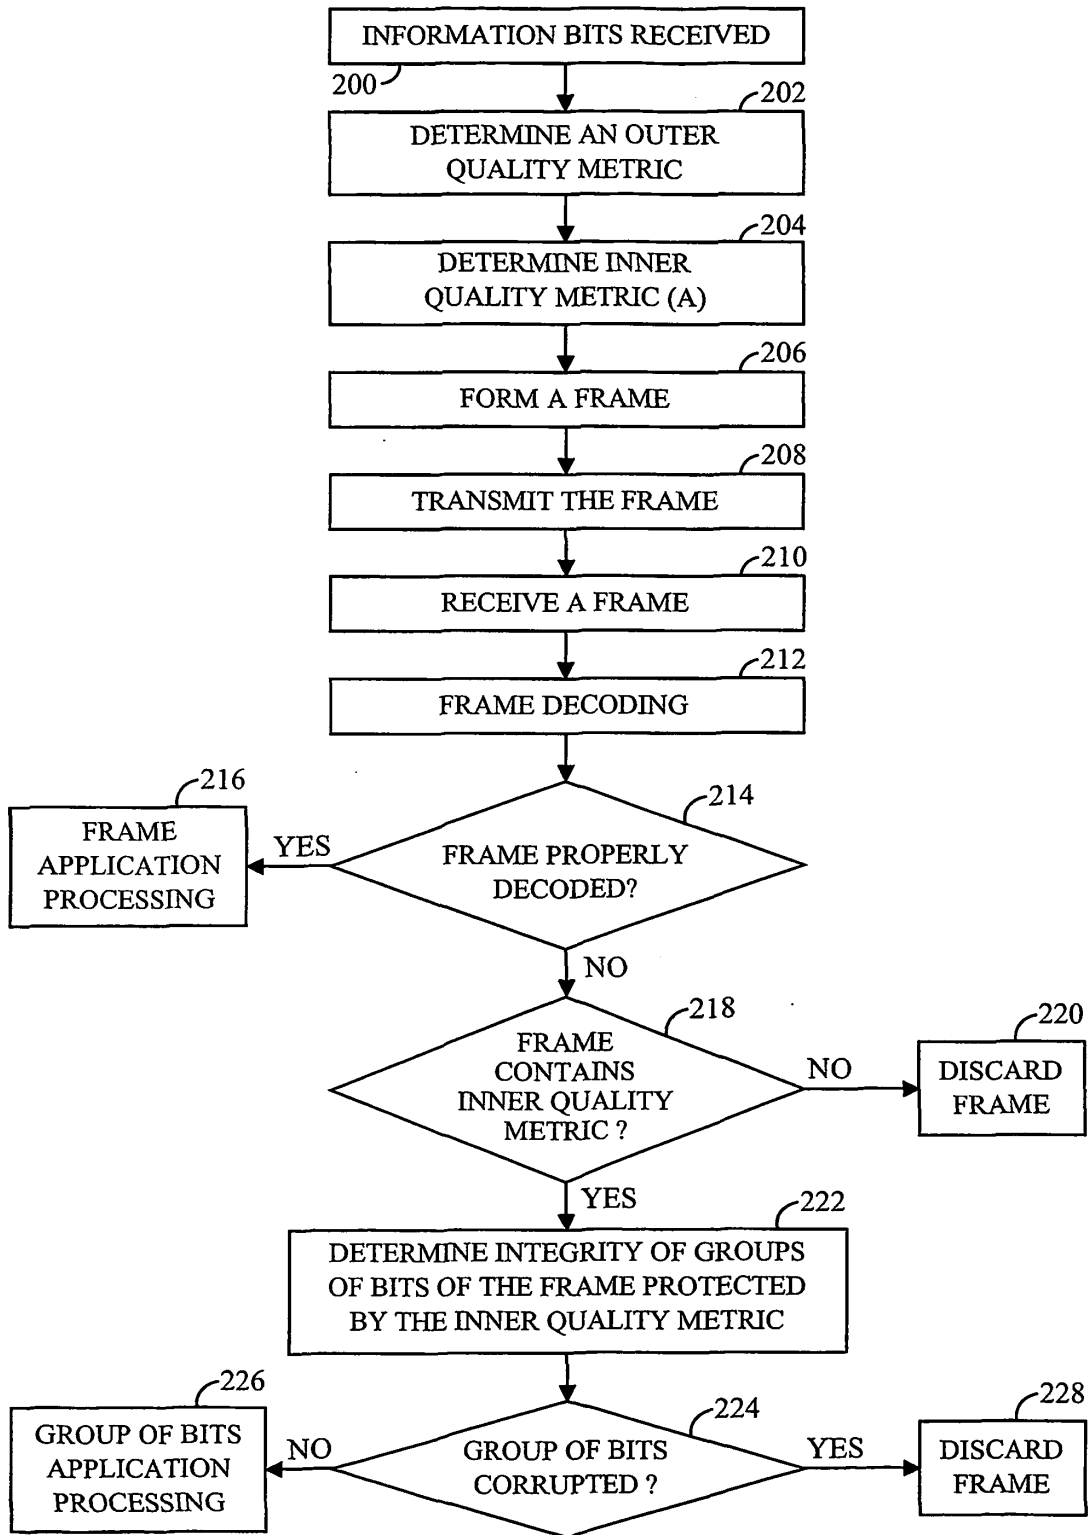 INFORMATION BITS RECEIVED
200
202
DETERMINE AN OUTER
QUALITY METRIC
204
DETERMINE INNER
QUALITY METRIC (A)
206
FORM A FRAME
208
TRANSMIT THE FRAME
210
RECEIVE A FRAME
212
FRAME DECODING
216
FRAME
APPLICATION
PROCESSING
YES
214
FRAME PROPERLY
DECODED?
NO
218
FRAME
CONTAINS
INNER QUALITY
METRIC ?
NO
220
DISCARD
FRAME
YES
222
DETERMINE INTEGRITY OF GROUPS
OF BITS OF THE FRAME PROTECTED
BY THE INNER QUALITY METRIC
226
GROUP OF BITS
APPLICATION
PROCESSING
NO
224
GROUP OF BITS
CORRUPTED ?
YES
228
DISCARD
FRAME